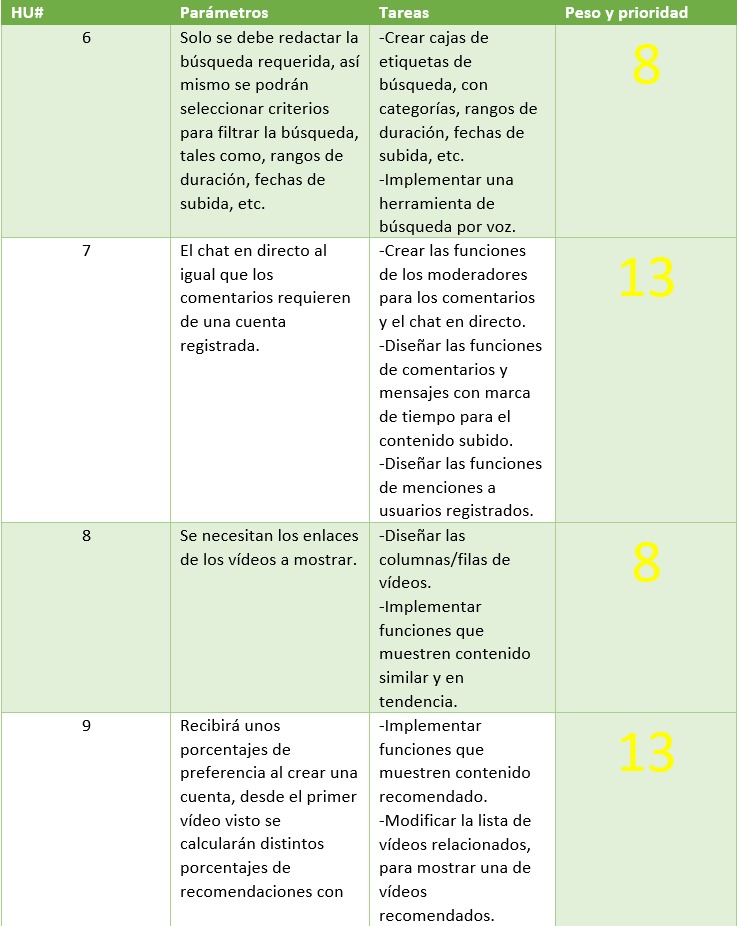 HU#
Parámetros
Tareas
Peso y prioridad
6
Solo se debe redactar la
búsqueda requerida, así
mismo se podrán
seleccionar criterios
para filtrar la búsqueda,
tales como, rangos de
duración, fechas de
subida, etc.
-Crear cajas de
etiquetas de
búsqueda, con
categorías, rangos de
duración, fechas de
subida, etc.
-Implementar una
herramienta de
búsqueda por voz.
8
7
El chat en directo al
igual que los
comentarios requieren
de una cuenta
registrada.
-Crear las funciones
de los moderadores
para los comentarios
y el chat en directo.
-Diseñar las funciones
de comentarios y
mensajes con marca
de tiempo para el
contenido subido.
-Diseñar las funciones
de menciones a
usuarios registrados.
13
8
Se necesitan los enlaces
de los vídeos a mostrar.
-Diseñar las
columnas/filas de
vídeos.
-Implementar
funciones que
muestren contenido
similar y en
tendencia.
8
9
Recibirá unos
porcentajes de
preferencia al crear una
cuenta, desde el primer
vídeo visto se
calcularán distintos
porcentajes de
recomendaciones con
-Implementar
funciones que
muestren contenido
recomendado.
-Modificar la lista de
vídeos relacionados,
para mostrar una de
vídeos
recomendados.
13